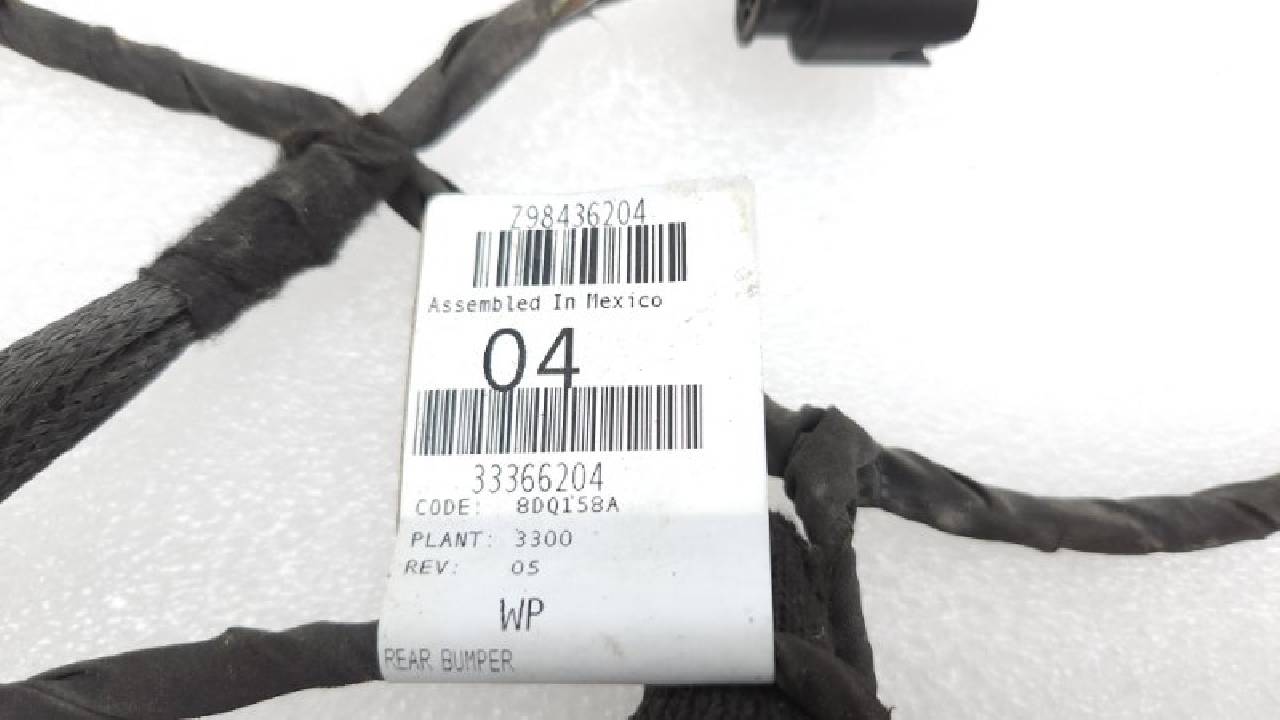 Z98436204
Assembled In Mexico
04
33366204
CODE: 8DQ158A
PLANT: 3300
REV: 05
WP
REAR BUMPER